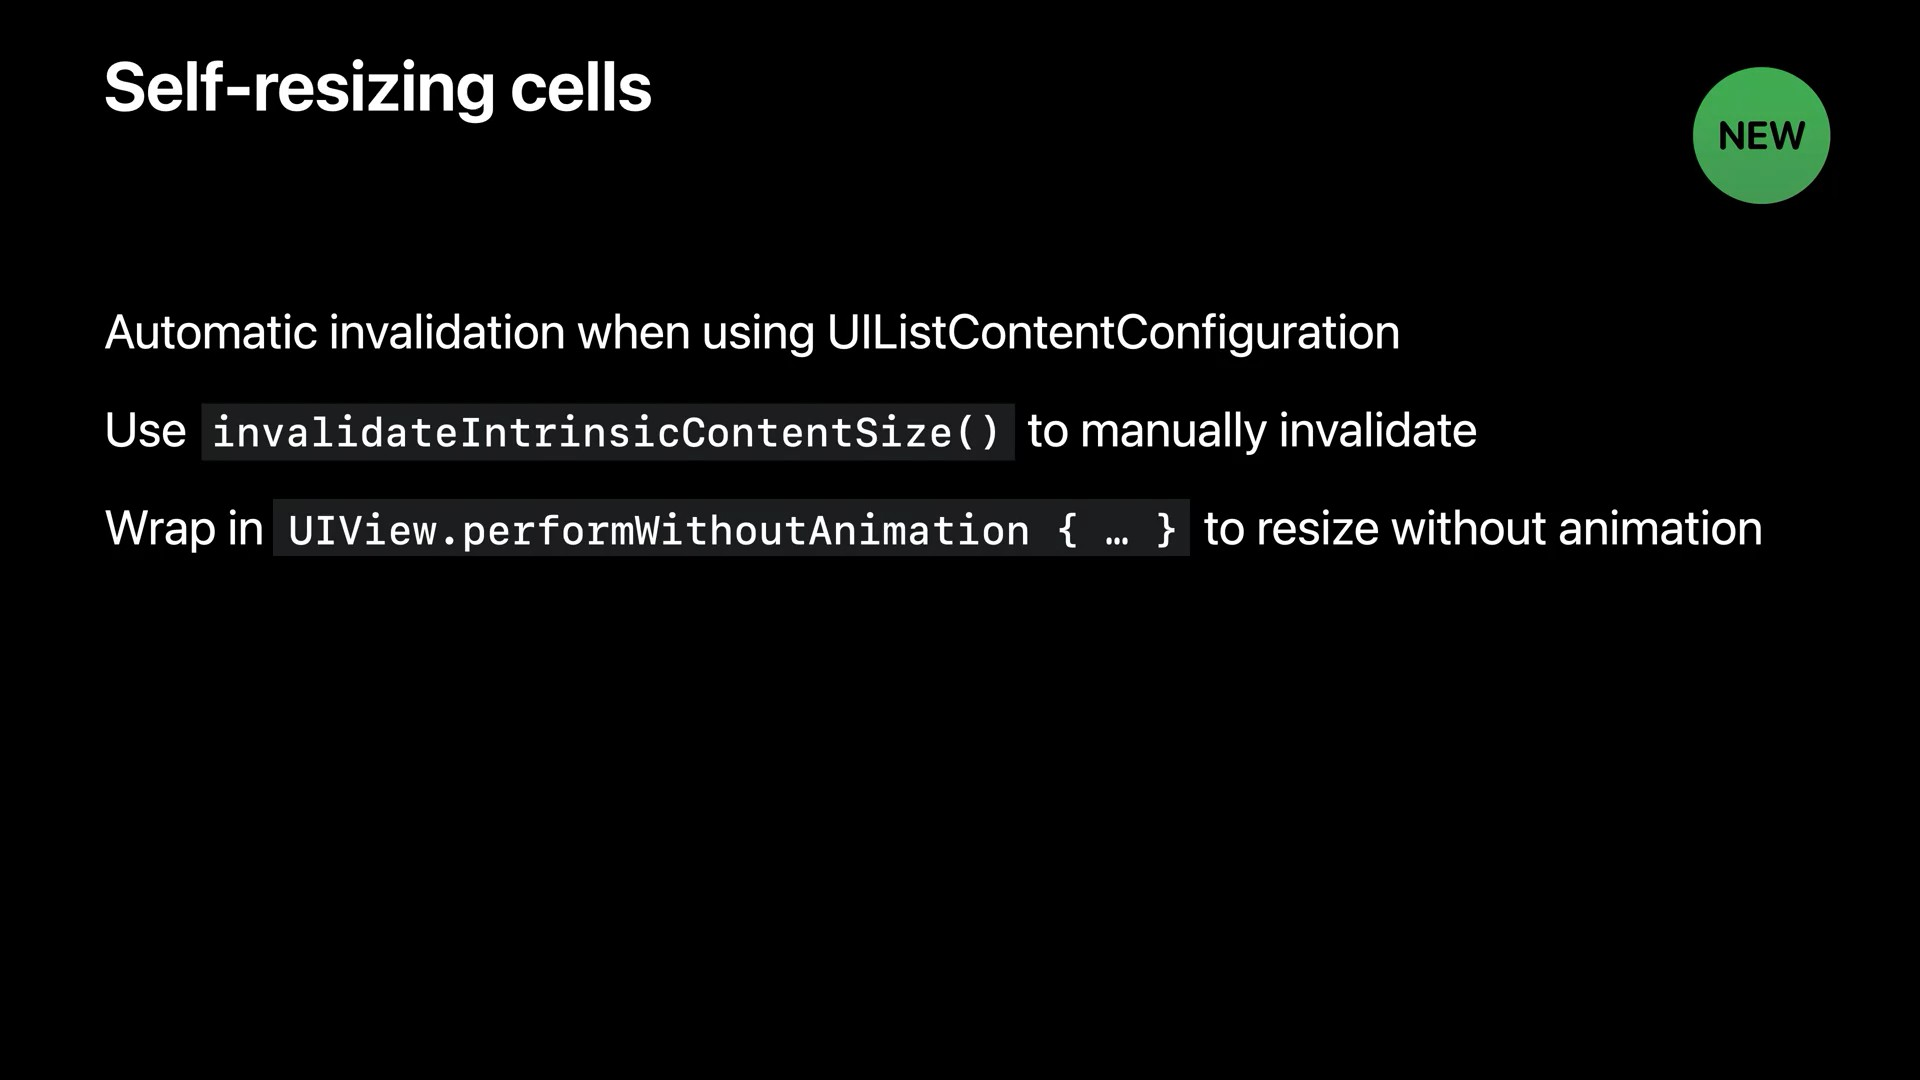 Self-resizing cells
NEW
Automatic invalidation when using UIListContentConfiguration
Use invalidateIntrinsicContentSize() to manually invalidate
Wrap in UIView.performWithoutAnimation { … } to resize without animation